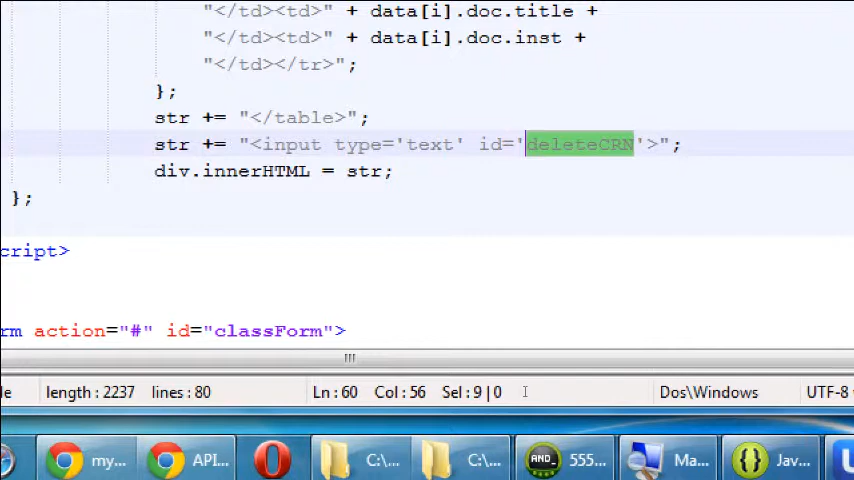 "</td><td>" + data[i].doc.title +
"</td><td>" + data[i].doc.inst +
"</td></tr>";
};
str += "</table>";
str += "<input type='text' id='deleteCRN'>";
div.innerHTML = str;
};
cript>
rm action="#" id="classForm">
le length : 2237 lines : 80 Ln : 60 Col : 56 Sel : 9 | 0 Dos\Windows UTF-8
my... API... C:\... C:\... AND_ 555... Ma... {} Jav...